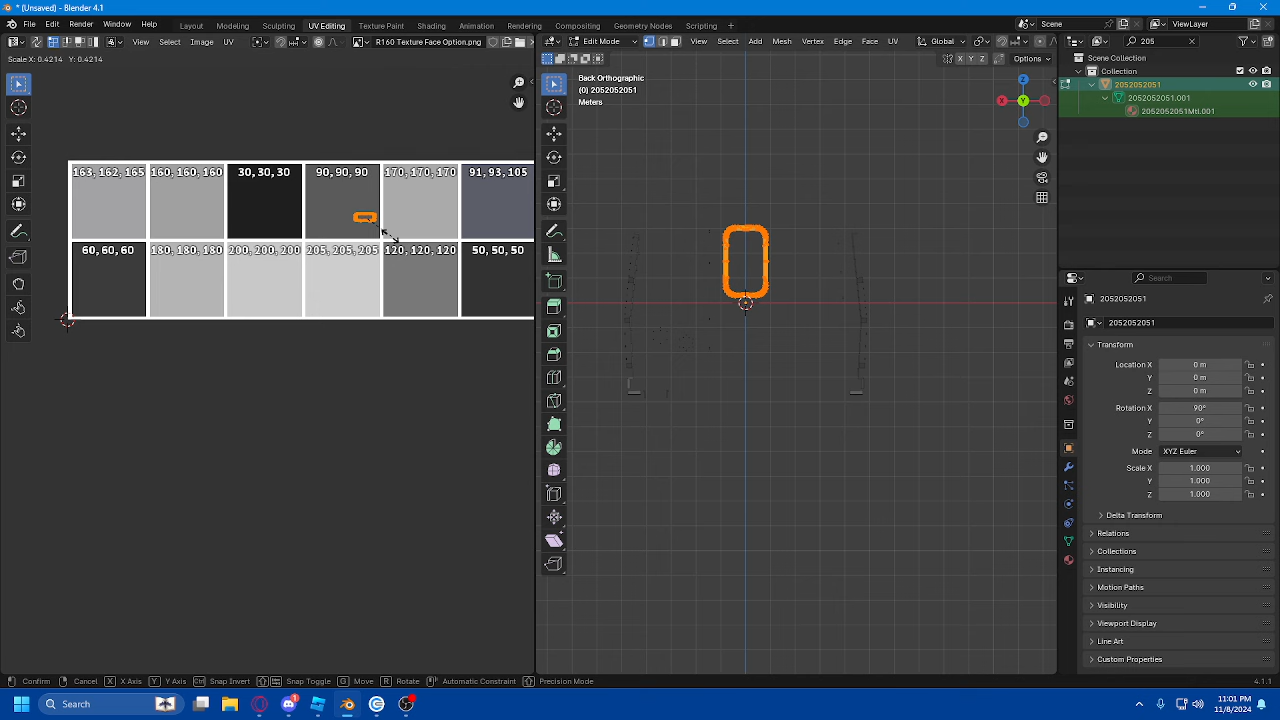 * (Unsaved) - Blender 4.1
File Edit Render Window Help Layout Modeling Sculpting UV Editing Texture Paint Shading Animation Rendering Compositing Geometry Nodes Scripting Scene ViewLayer
View Select Image UV R160 Texture Face Option.png Edit Mode View Select Add Mesh Vertex Edge Face UV Global 205
Scale X: 0.4214 Y: 0.4214
X Y Z Options
Scene Collection
Collection
2052052051
2052052051.001
2052052051Mtl.001
Back Orthographic
(0) 2052052051
Meters
Z
X Y
163, 162, 165 160, 160, 160 30, 30, 30 90, 90, 90 170, 170, 170 91, 93, 105
60, 60, 60 180, 180, 180 200, 200, 200 205, 205, 205 120, 120, 120 50, 50, 50
Search
2052052051
2052052051
Transform
Location X 0 m
Y 0 m
Z 0 m
Rotation X 90°
Y 0°
Z 0°
Mode XYZ Euler
Scale X 1.000
Y 1.000
Z 1.000
Delta Transform
Relations
Collections
Instancing
Motion Paths
Visibility
Viewport Display
Line Art
Custom Properties
Confirm Cancel X X Axis Y Y Axis Snap Invert Snap Toggle G Move R Rotate Automatic Constraint Precision Mode 4.1.1
Search 1 11:01 PM
11/8/2024